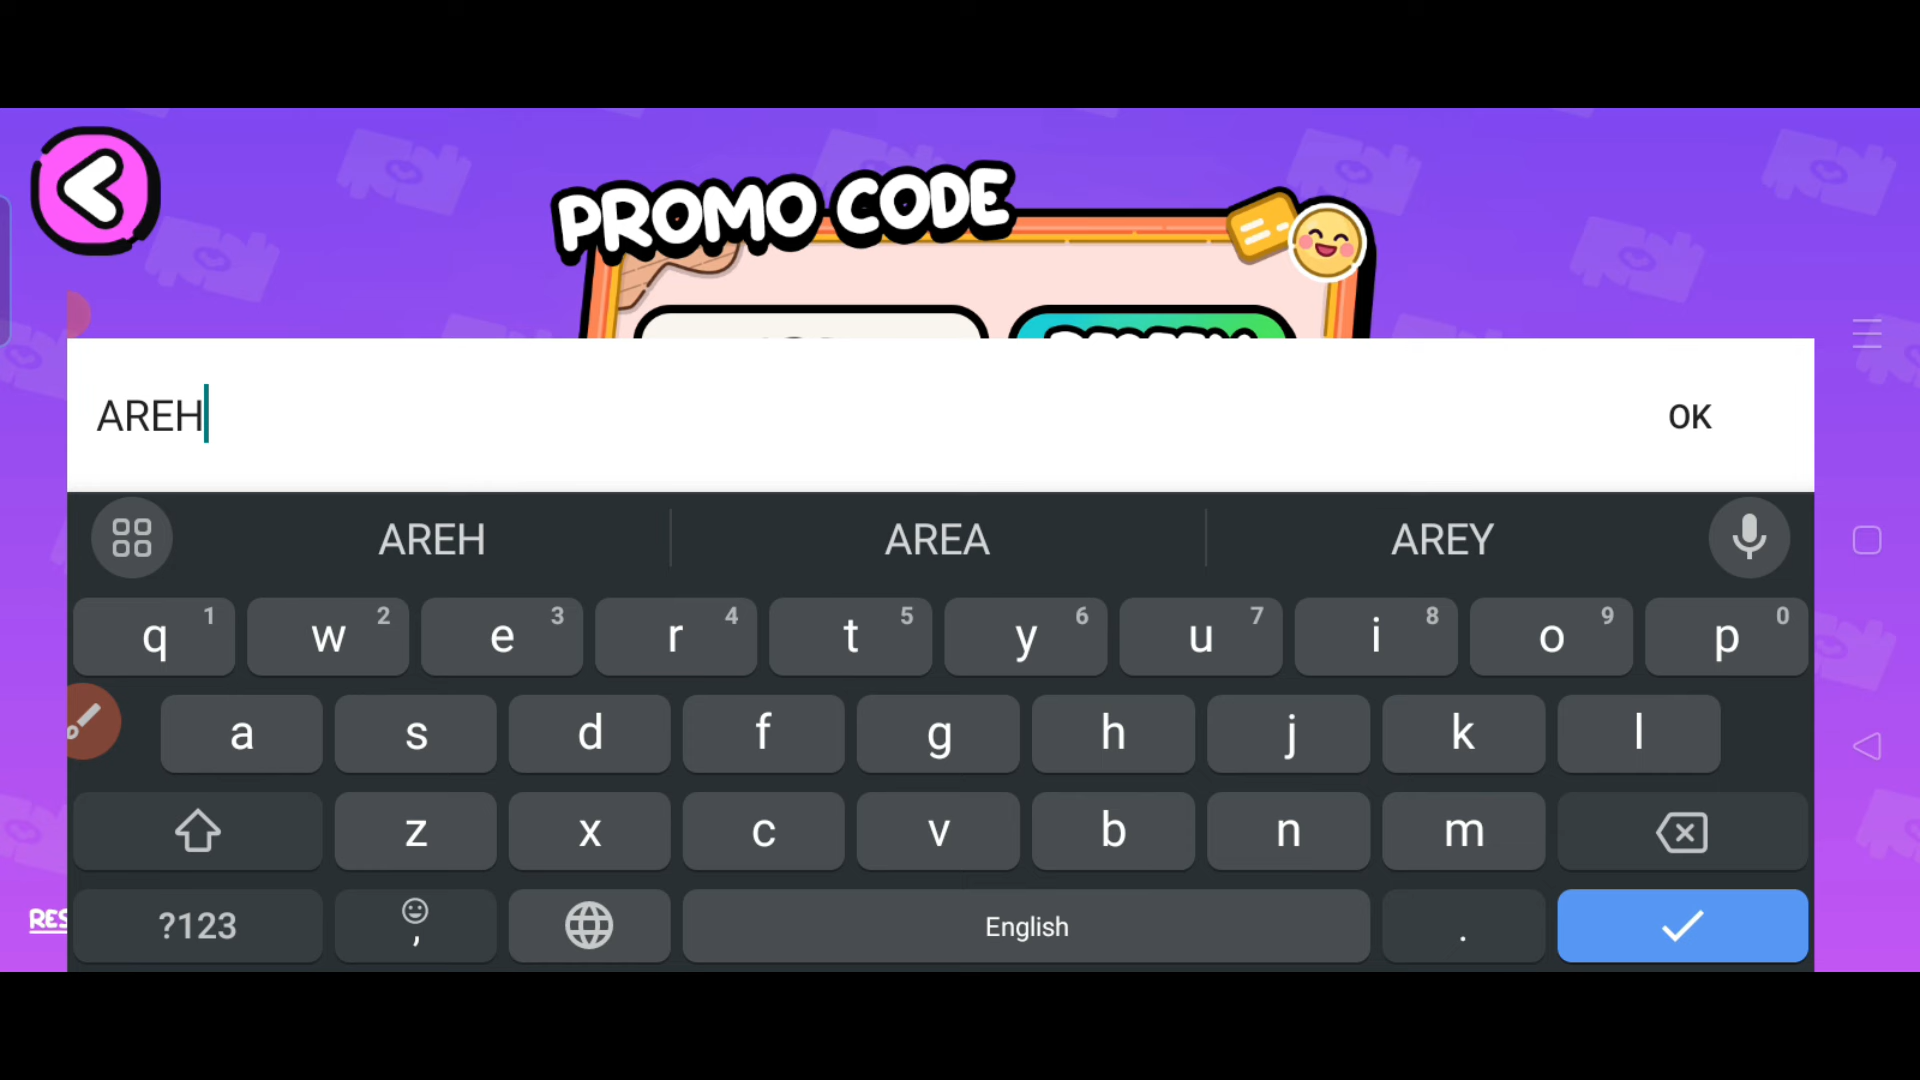 PROMO CODE
AREH
OK
AREH AREA AREY
q 1 w 2 e 3 r 4 t 5 y 6 u 7 i 8 o 9 p 0
a s d f g h j k l
z x c v b n m
RES
?123 , English .